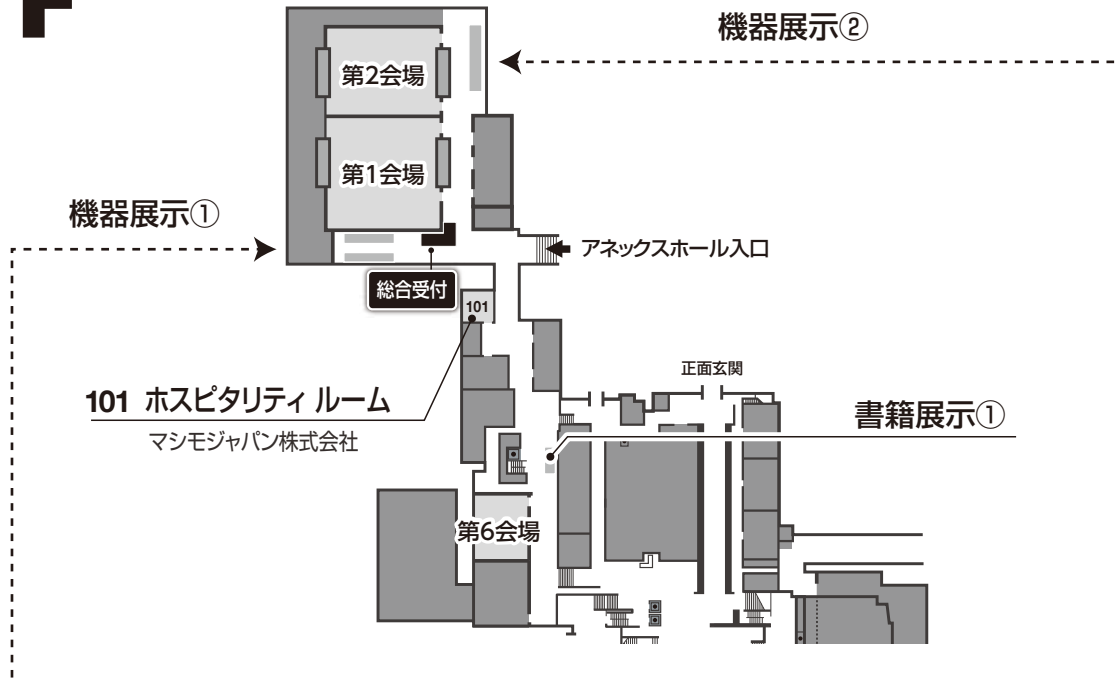 機器展示②
第2会場
第1会場
機器展示①
アネックスホール入口
総合受付
101
正面玄関
101 ホスピタリティ ルーム
マシモジャパン株式会社
書籍展示①
第6会場